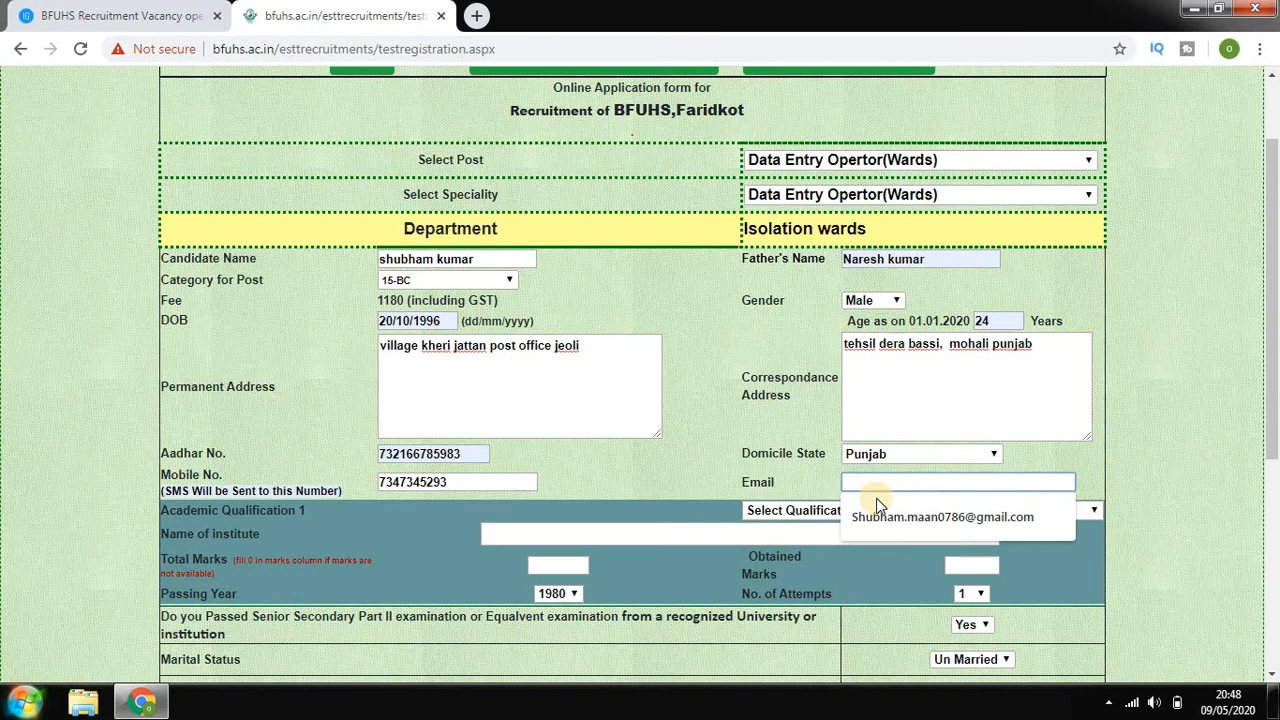 BFUHS Recruitment Vacancy ope
bfuhs.ac.in/esttrecruitments/test
Not secure
bfuhs.ac.in/esttrecruitments/testregistration.aspx
Online Application form for
Recruitment of BFUHS,Faridkot
Select Post
Data Entry Opertor(Wards)
Select Speciality
Data Entry Opertor(Wards)
Department
Isolation wards
Candidate Name
shubham kumar
Father's Name
Naresh kumar
Category for Post
15-BC
Fee
1180 (including GST)
Gender
Male
DOB
20/10/1996
(dd/mm/yyyy)
Age as on 01.01.2020
24
Years
Permanent Address
village kheri jattan post office jeoli
Correspondance
Address
tehsil dera bassi, mohali punjab
Aadhar No.
732166785983
Domicile State
Punjab
Mobile No.
(SMS Will be Sent to this Number)
7347345293
Email
Shubham.maan0786@gmail.com
Academic Qualification 1
Select Qualificat
Name of institute
Total Marks (fill 0 in marks column if marks are
not available)
Obtained
Marks
Passing Year
1980
No. of Attempts
1
Do you Passed Senior Secondary Part II examination or Equalvent examination from a recognized University or
institution
Yes
Marital Status
Un Married
20:48
09/05/2020